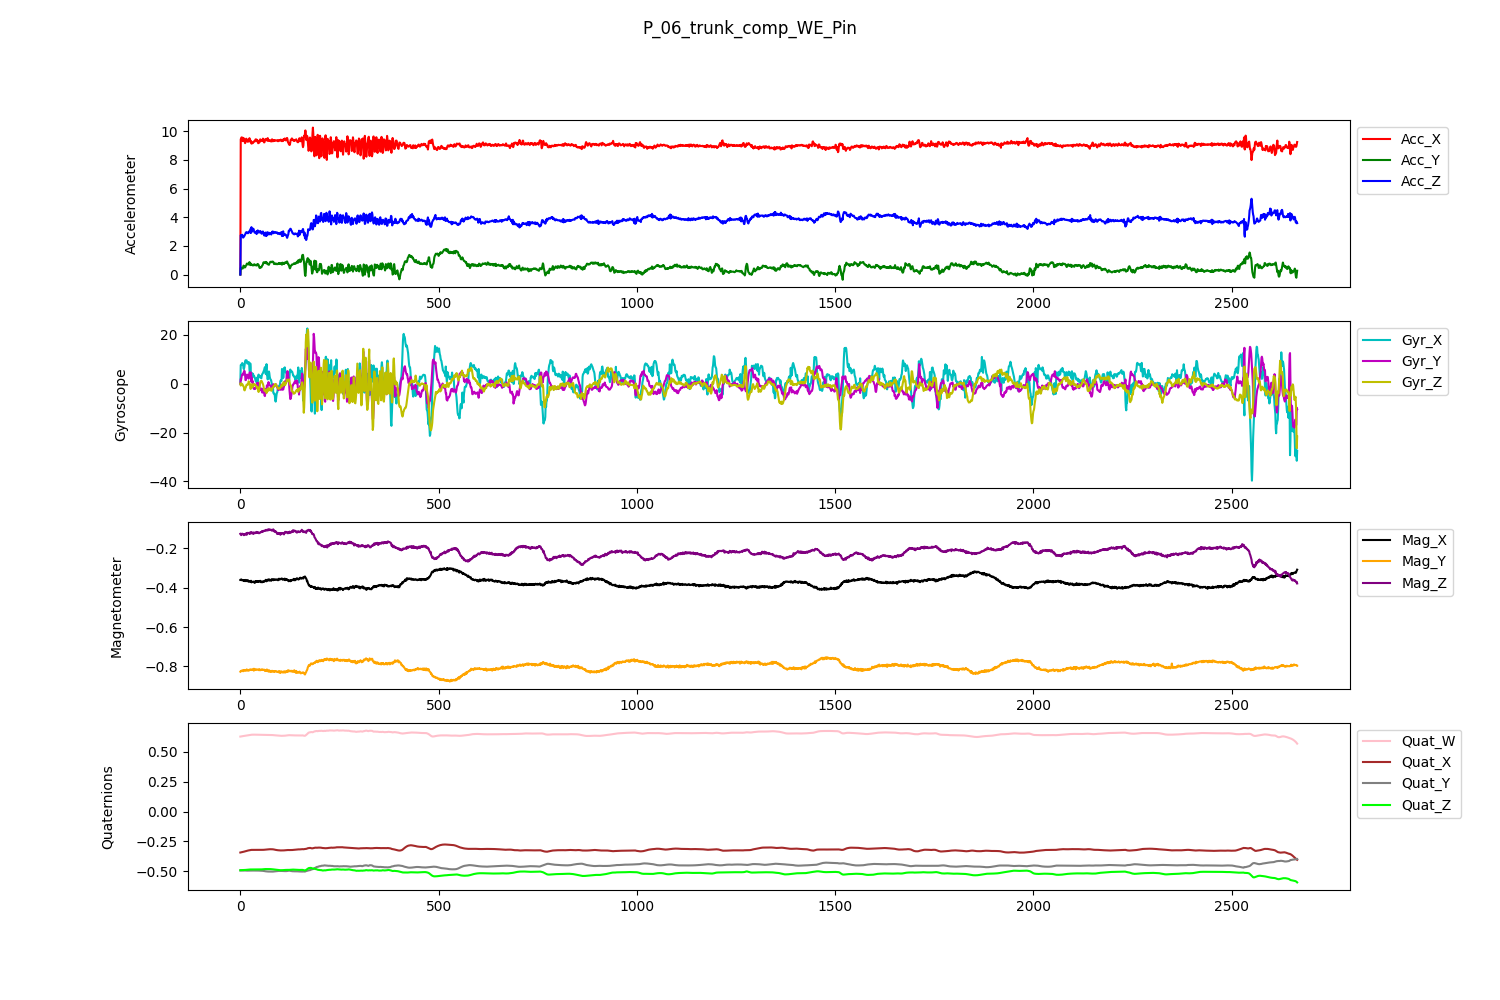 P_06_trunk_comp_WE_Pin
Accelerometer
10
8
6
4
2
0
0 500 1000 1500 2000 2500
Acc_X
Acc_Y
Acc_Z
Gyroscope
20
0
−20
−40
0 500 1000 1500 2000 2500
Gyr_X
Gyr_Y
Gyr_Z
Magnetometer
−0.2
−0.4
−0.6
−0.8
0 500 1000 1500 2000 2500
Mag_X
Mag_Y
Mag_Z
Quaternions
0.50
0.25
0.00
−0.25
−0.50
0 500 1000 1500 2000 2500
Quat_W
Quat_X
Quat_Y
Quat_Z